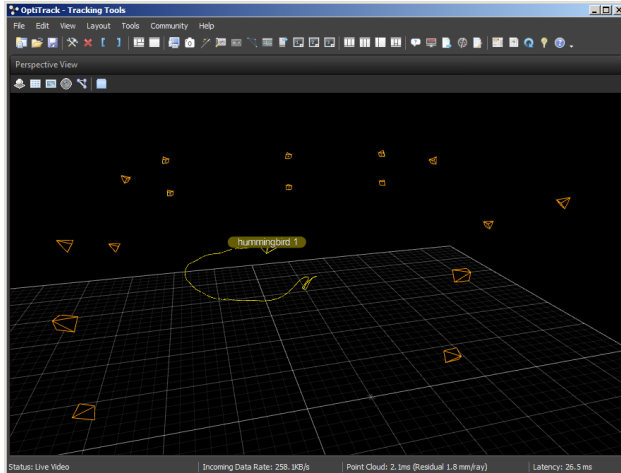 OptiTrack - Tracking Tools
File Edit View Layout Tools Community Help
Perspective View
hummingbird 1
Status: Live Video Incoming Data Rate: 258.1KB/s Point Cloud: 2.1ms (Residual 1.8 mm/ray) Latency: 26.5 ms